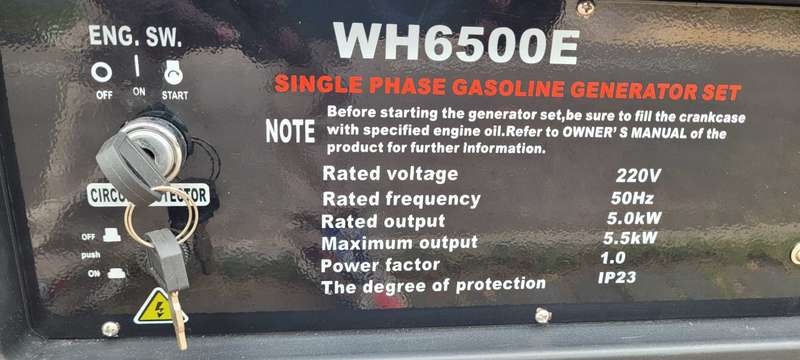 ENG. SW.
OFF ON START
WH6500E
SINGLE PHASE GASOLINE GENERATOR SET
NOTE
Before starting the generator set,be sure to fill the crankcase
with specified engine oil.Refer to OWNER'S MANUAL of the
product for further Information.
Rated voltage 220V
Rated frequency 50Hz
Rated output 5.0kW
Maximum output 5.5kW
Power factor 1.0
The degree of protection IP23
OFF
push
ON